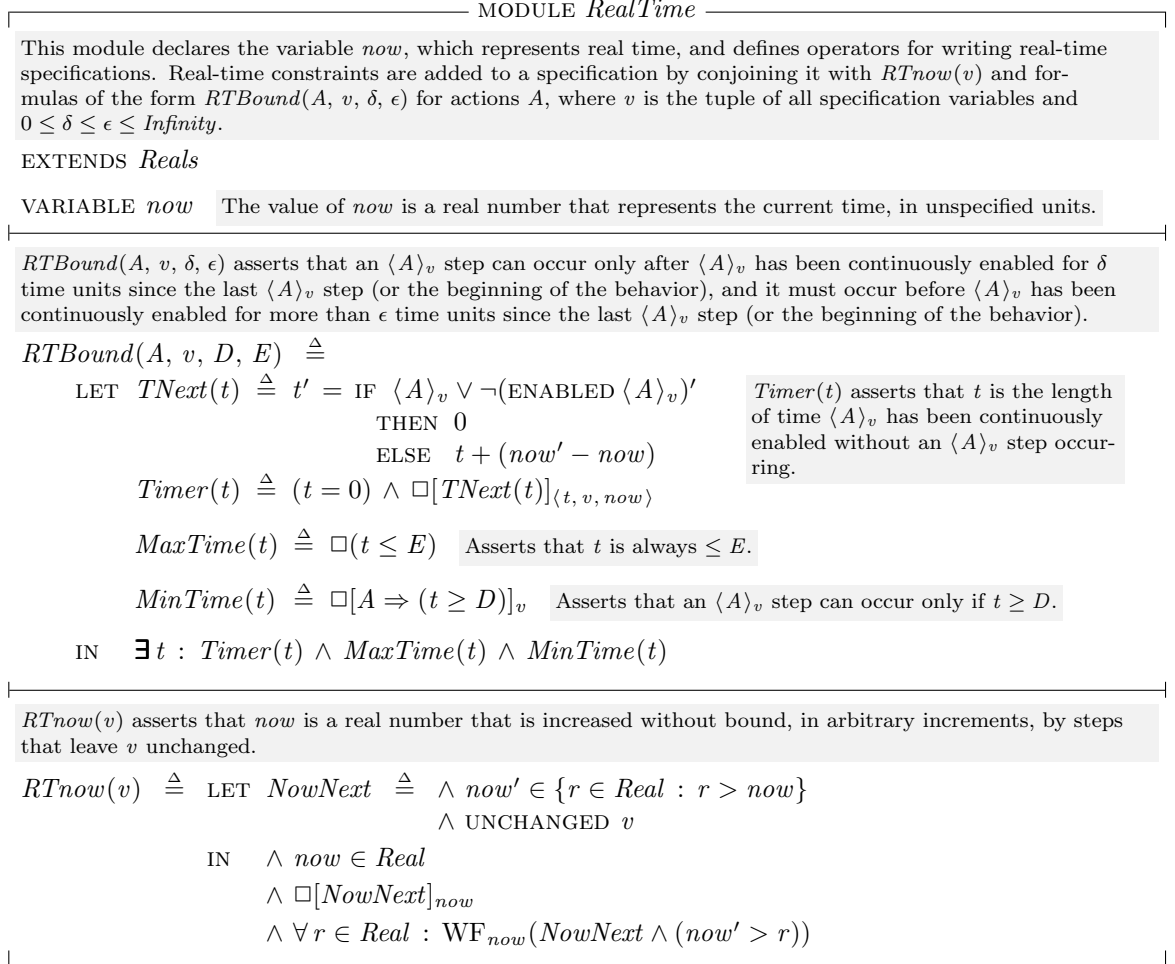 MODULE RealTime
This module declares the variable now, which represents real time, and defines operators for writing real-time
specifications. Real-time constraints are added to a specification by conjoining it with RTnow(v) and for-
mulas of the form RTBound(A, v, δ, ϵ) for actions A, where v is the tuple of all specification variables and
0 ≤ δ ≤ ϵ ≤ Infinity.
EXTENDS Reals
VARIABLE now The value of now is a real number that represents the current time, in unspecified units.
RTBound(A, v, δ, ϵ) asserts that an ⟨A⟩_v step can occur only after ⟨A⟩_v has been continuously enabled for δ
time units since the last ⟨A⟩_v step (or the beginning of the behavior), and it must occur before ⟨A⟩_v has been
continuously enabled for more than ϵ time units since the last ⟨A⟩_v step (or the beginning of the behavior).
RTBound(A, v, D, E) ≜
LET TNext(t) ≜ t′ = IF ⟨A⟩_v ∨ ¬(ENABLED ⟨A⟩_v)′
THEN 0
ELSE t + (now′ − now)
Timer(t) asserts that t is the length
of time ⟨A⟩_v has been continuously
enabled without an ⟨A⟩_v step occur-
ring.
Timer(t) ≜ (t = 0) ∧ □[TNext(t)]_⟨t, v, now⟩
MaxTime(t) ≜ □(t ≤ E) Asserts that t is always ≤ E.
MinTime(t) ≜ □[A ⇒ (t ≥ D)]_v Asserts that an ⟨A⟩_v step can occur only if t ≥ D.
IN ∃ t : Timer(t) ∧ MaxTime(t) ∧ MinTime(t)
RTnow(v) asserts that now is a real number that is increased without bound, in arbitrary increments, by steps
that leave v unchanged.
RTnow(v) ≜ LET NowNext ≜ ∧ now′ ∈ {r ∈ Real : r > now}
∧ UNCHANGED v
IN ∧ now ∈ Real
∧ □[NowNext]_now
∧ ∀ r ∈ Real : WF_now(NowNext ∧ (now′ > r))